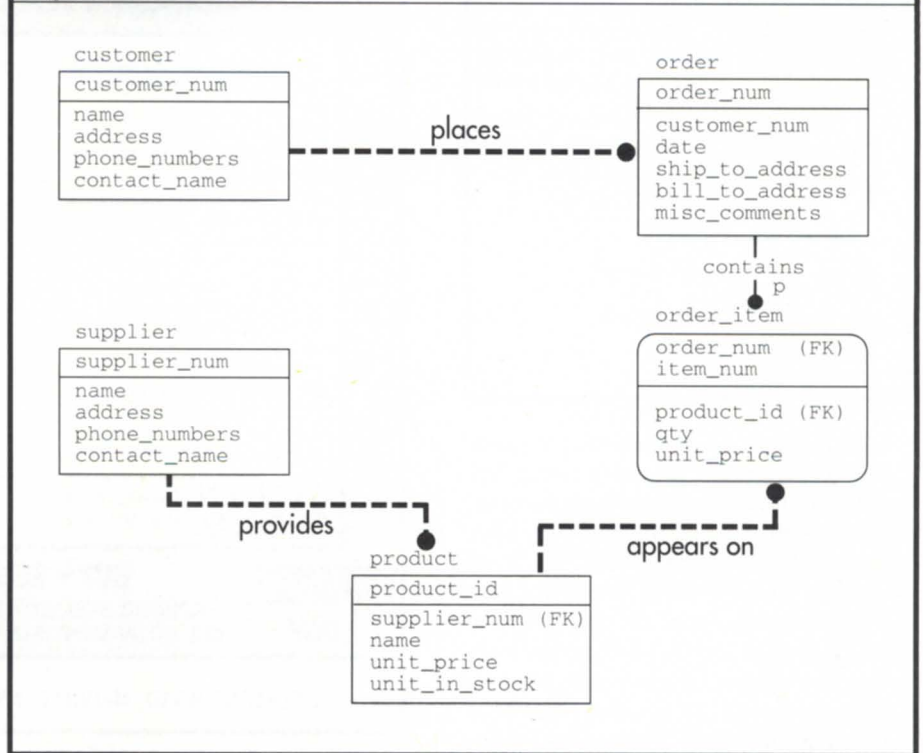 customer
customer_num
name
address
phone_numbers
contact_name
places
order
order_num
customer_num
date
ship_to_address
bill_to_address
misc_comments
contains
p
order_item
order_num (FK)
item_num
product_id (FK)
qty
unit_price
supplier
supplier_num
name
address
phone_numbers
contact_name
provides
appears on
product
product_id
supplier_num (FK)
name
unit_price
unit_in_stock